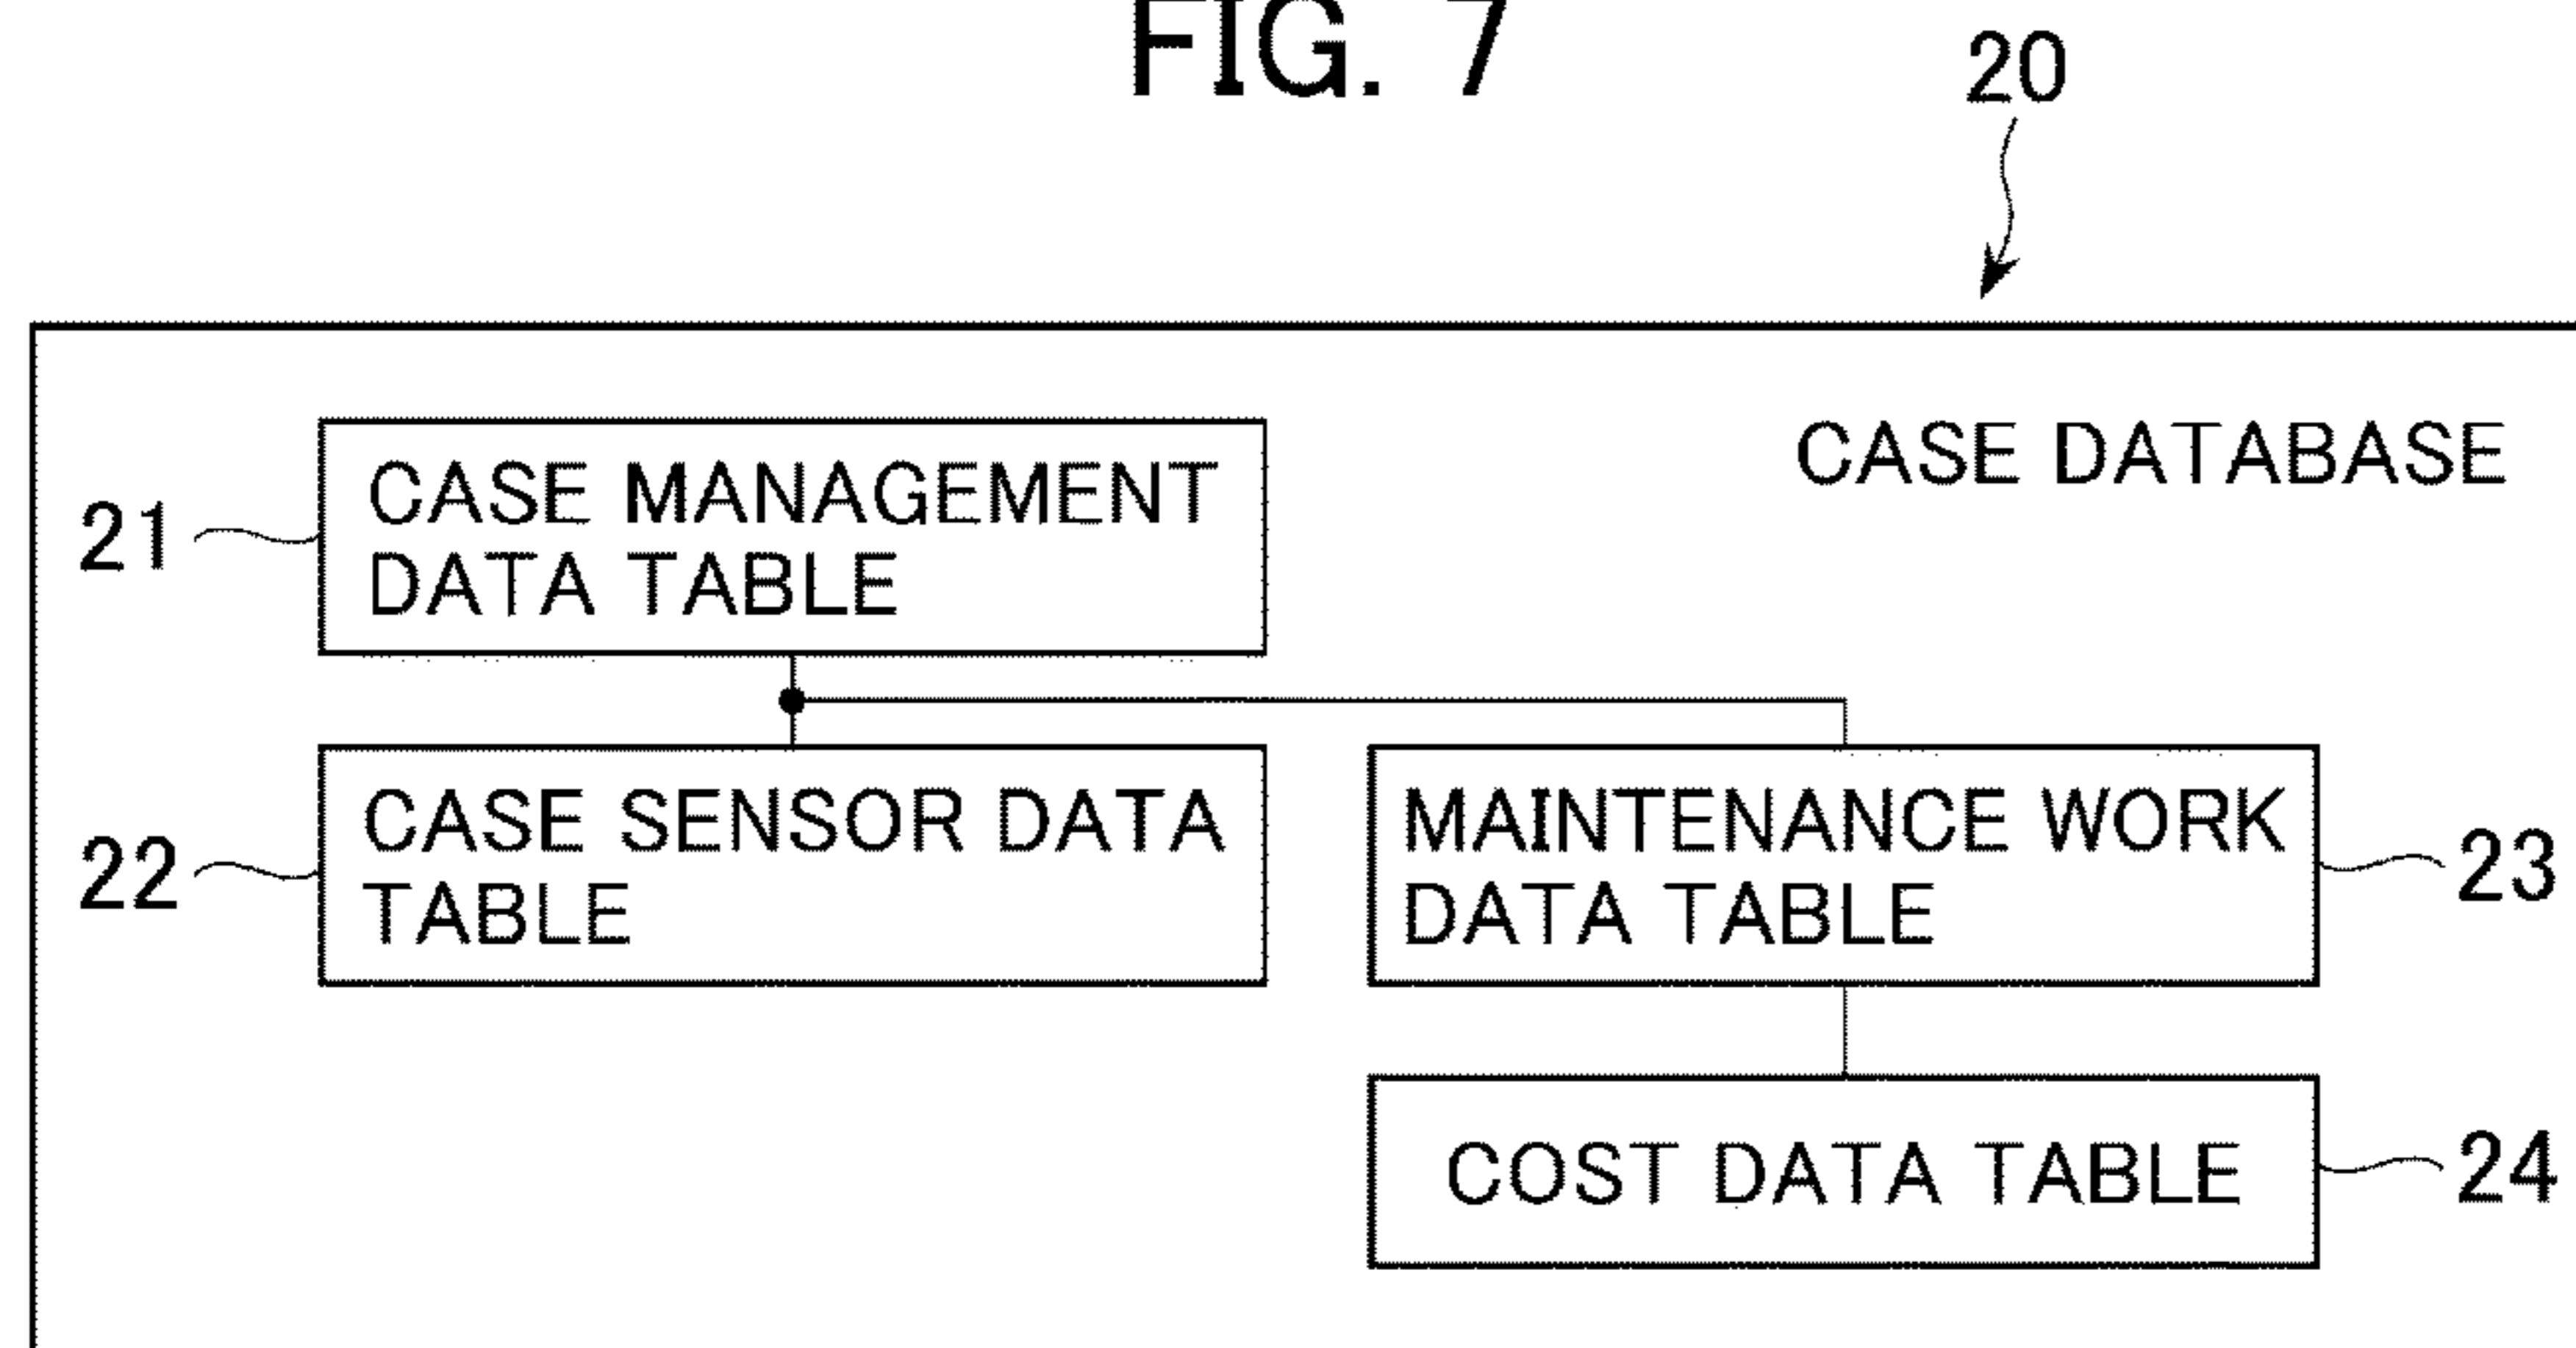 FIG. 7
20
CASE DATABASE
21
CASE MANAGEMENT
DATA TABLE
22
CASE SENSOR DATA
TABLE
MAINTENANCE WORK
DATA TABLE
23
COST DATA TABLE
24